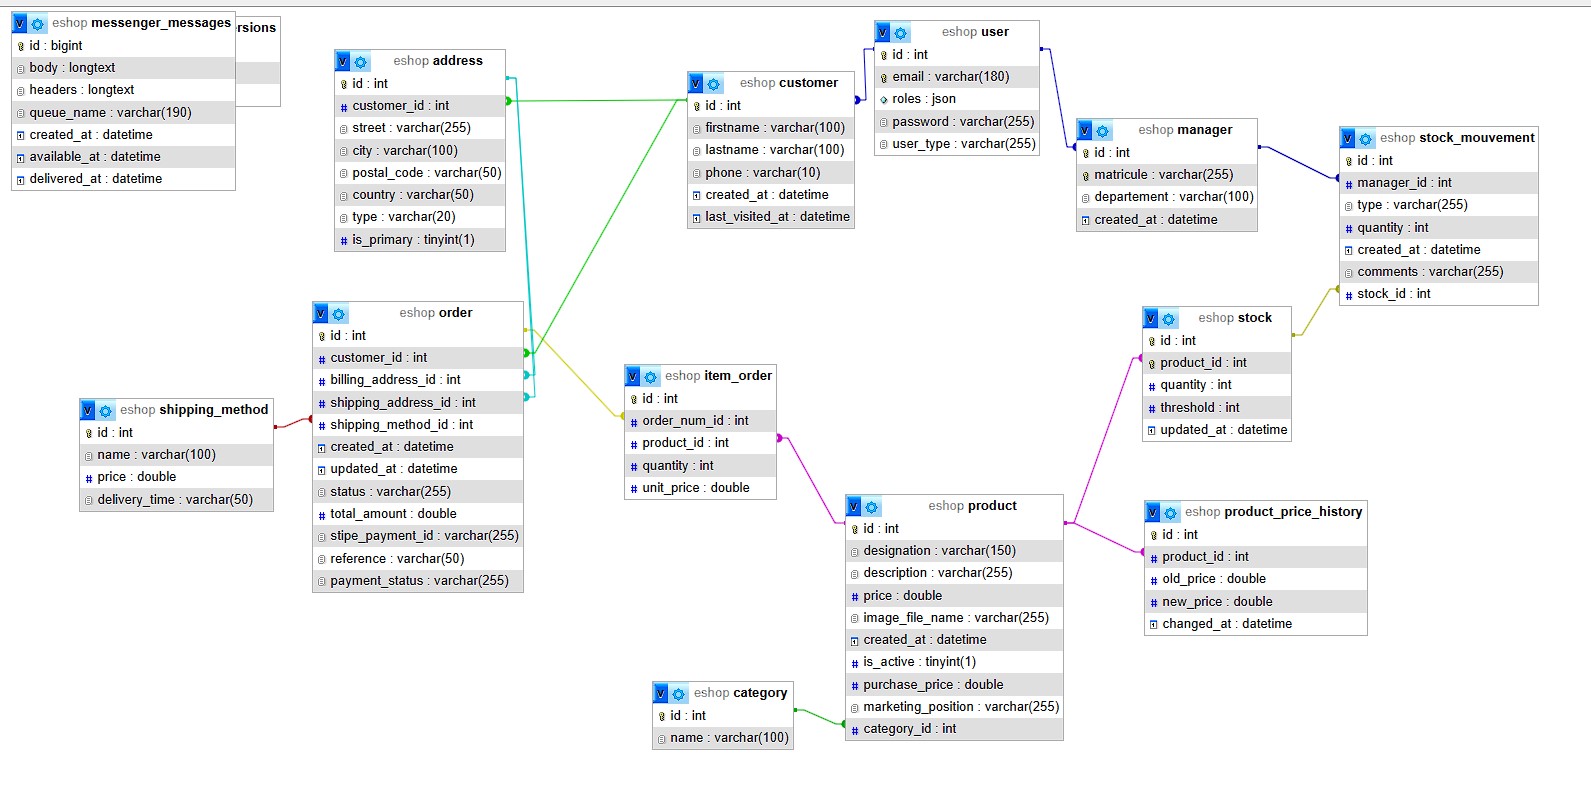 eshop messenger_messages
id : bigint
body : longtext
headers : longtext
queue_name : varchar(190)
created_at : datetime
available_at : datetime
delivered_at : datetime
rsions
eshop address
id : int
customer_id : int
street : varchar(255)
city : varchar(100)
postal_code : varchar(50)
country : varchar(50)
type : varchar(20)
is_primary : tinyint(1)
eshop customer
id : int
firstname : varchar(100)
lastname : varchar(100)
phone : varchar(10)
created_at : datetime
last_visited_at : datetime
eshop user
id : int
email : varchar(180)
roles : json
password : varchar(255)
user_type : varchar(255)
eshop manager
id : int
matricule : varchar(255)
departement : varchar(100)
created_at : datetime
eshop stock_mouvement
id : int
manager_id : int
type : varchar(255)
quantity : int
created_at : datetime
comments : varchar(255)
stock_id : int
eshop order
id : int
customer_id : int
billing_address_id : int
shipping_address_id : int
shipping_method_id : int
created_at : datetime
updated_at : datetime
status : varchar(255)
total_amount : double
stipe_payment_id : varchar(255)
reference : varchar(50)
payment_status : varchar(255)
eshop shipping_method
id : int
name : varchar(100)
price : double
delivery_time : varchar(50)
eshop item_order
id : int
order_num_id : int
product_id : int
quantity : int
unit_price : double
eshop stock
id : int
product_id : int
quantity : int
threshold : int
updated_at : datetime
eshop product
id : int
designation : varchar(150)
description : varchar(255)
price : double
image_file_name : varchar(255)
created_at : datetime
is_active : tinyint(1)
purchase_price : double
marketing_position : varchar(255)
category_id : int
eshop product_price_history
id : int
product_id : int
old_price : double
new_price : double
changed_at : datetime
eshop category
id : int
name : varchar(100)